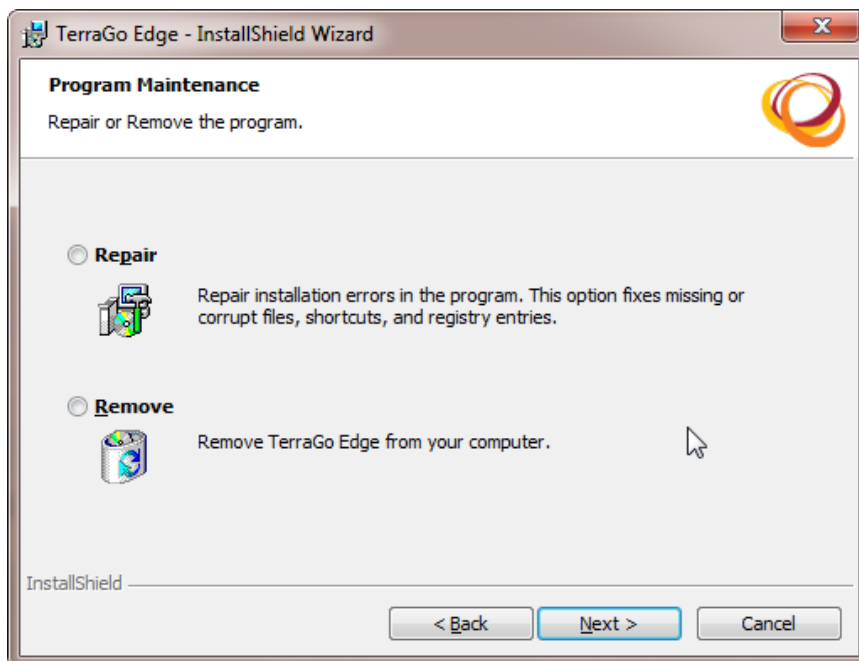 TerraGo Edge - InstallShield Wizard
Program Maintenance
Repair or Remove the program.
Repair
Repair installation errors in the program. This option fixes missing or
corrupt files, shortcuts, and registry entries.
Remove
Remove TerraGo Edge from your computer.
InstallShield
< Back
Next >
Cancel